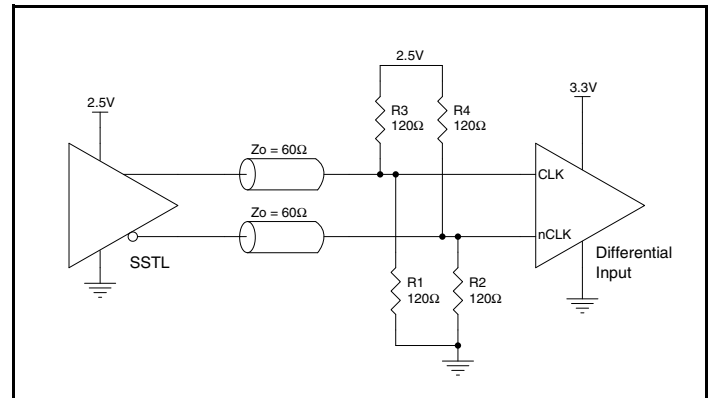 2.5V
3.3V
2.5V
R3
120Ω
R4
120Ω
Zo = 60Ω
CLK
Zo = 60Ω
nCLK
SSTL
Differential
Input
R1
120Ω
R2
120Ω